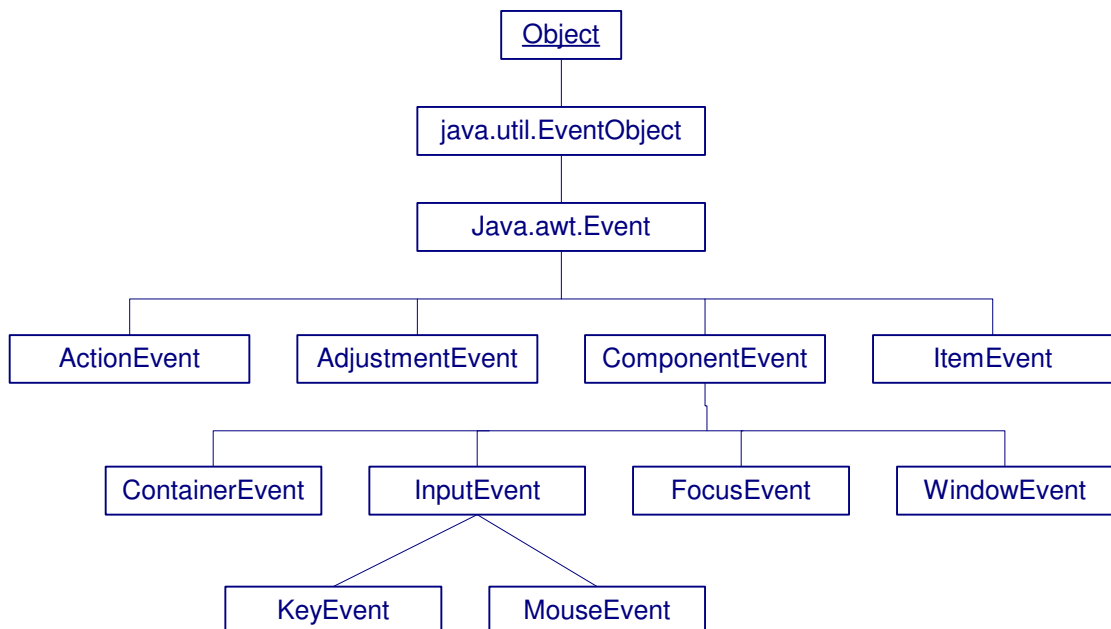 Object
java.util.EventObject
Java.awt.Event
ActionEvent
AdjustmentEvent
ComponentEvent
ItemEvent
ContainerEvent
InputEvent
FocusEvent
WindowEvent
KeyEvent
MouseEvent